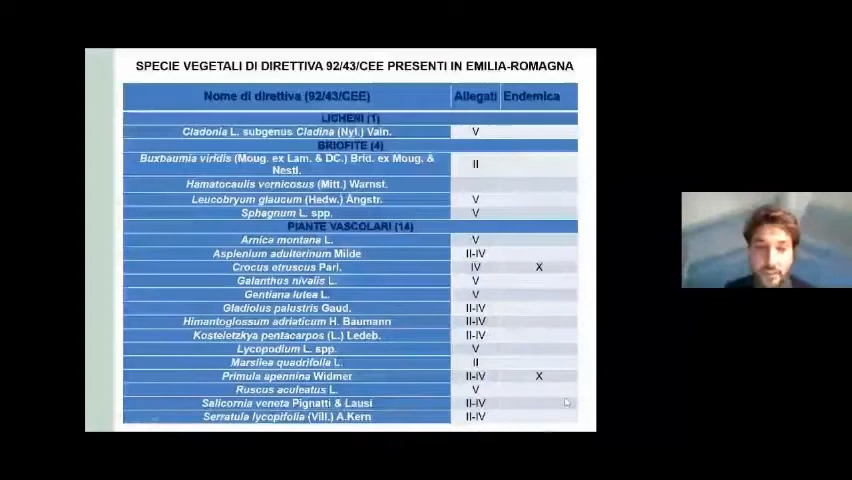 SPECIE VEGETALI DI DIRETTIVA 92/43/CEE PRESENTI IN EMILIA-ROMAGNA
Nome di direttiva (92/43/CEE) Allegati Endemica
LICHENI (1)
Cladonia L. subgenus Cladina (Nyl.) Vain. V
BRIOFITE (4)
Buxbaumia viridis (Moug. ex Lam. & DC.) Brid. ex Moug. &
Nestl. II
Hamatocaulis vernicosus (Mitt.) Warnst.
Leucobryum glaucum (Hedw.) Ångstr. V
Sphagnum L. spp. V
PIANTE VASCOLARI (14)
Arnica montana L. V
Asplenium adulterinum Milde II-IV
Crocus etruscus Parl. IV X
Galanthus nivalis L. V
Gentiana lutea L. V
Gladiolus palustris Gaud. II-IV
Himantoglossum adriaticum H. Baumann II-IV
Kosteletzkya pentacarpos (L.) Ledeb. II-IV
Lycopodium L. spp. V
Marsilea quadrifolia L. II
Primula apennina Widmer II-IV X
Ruscus aculeatus L. V
Salicornia veneta Pignatti & Lausi II-IV
Serratula lycopifolia (Vill.) A.Kern II-IV